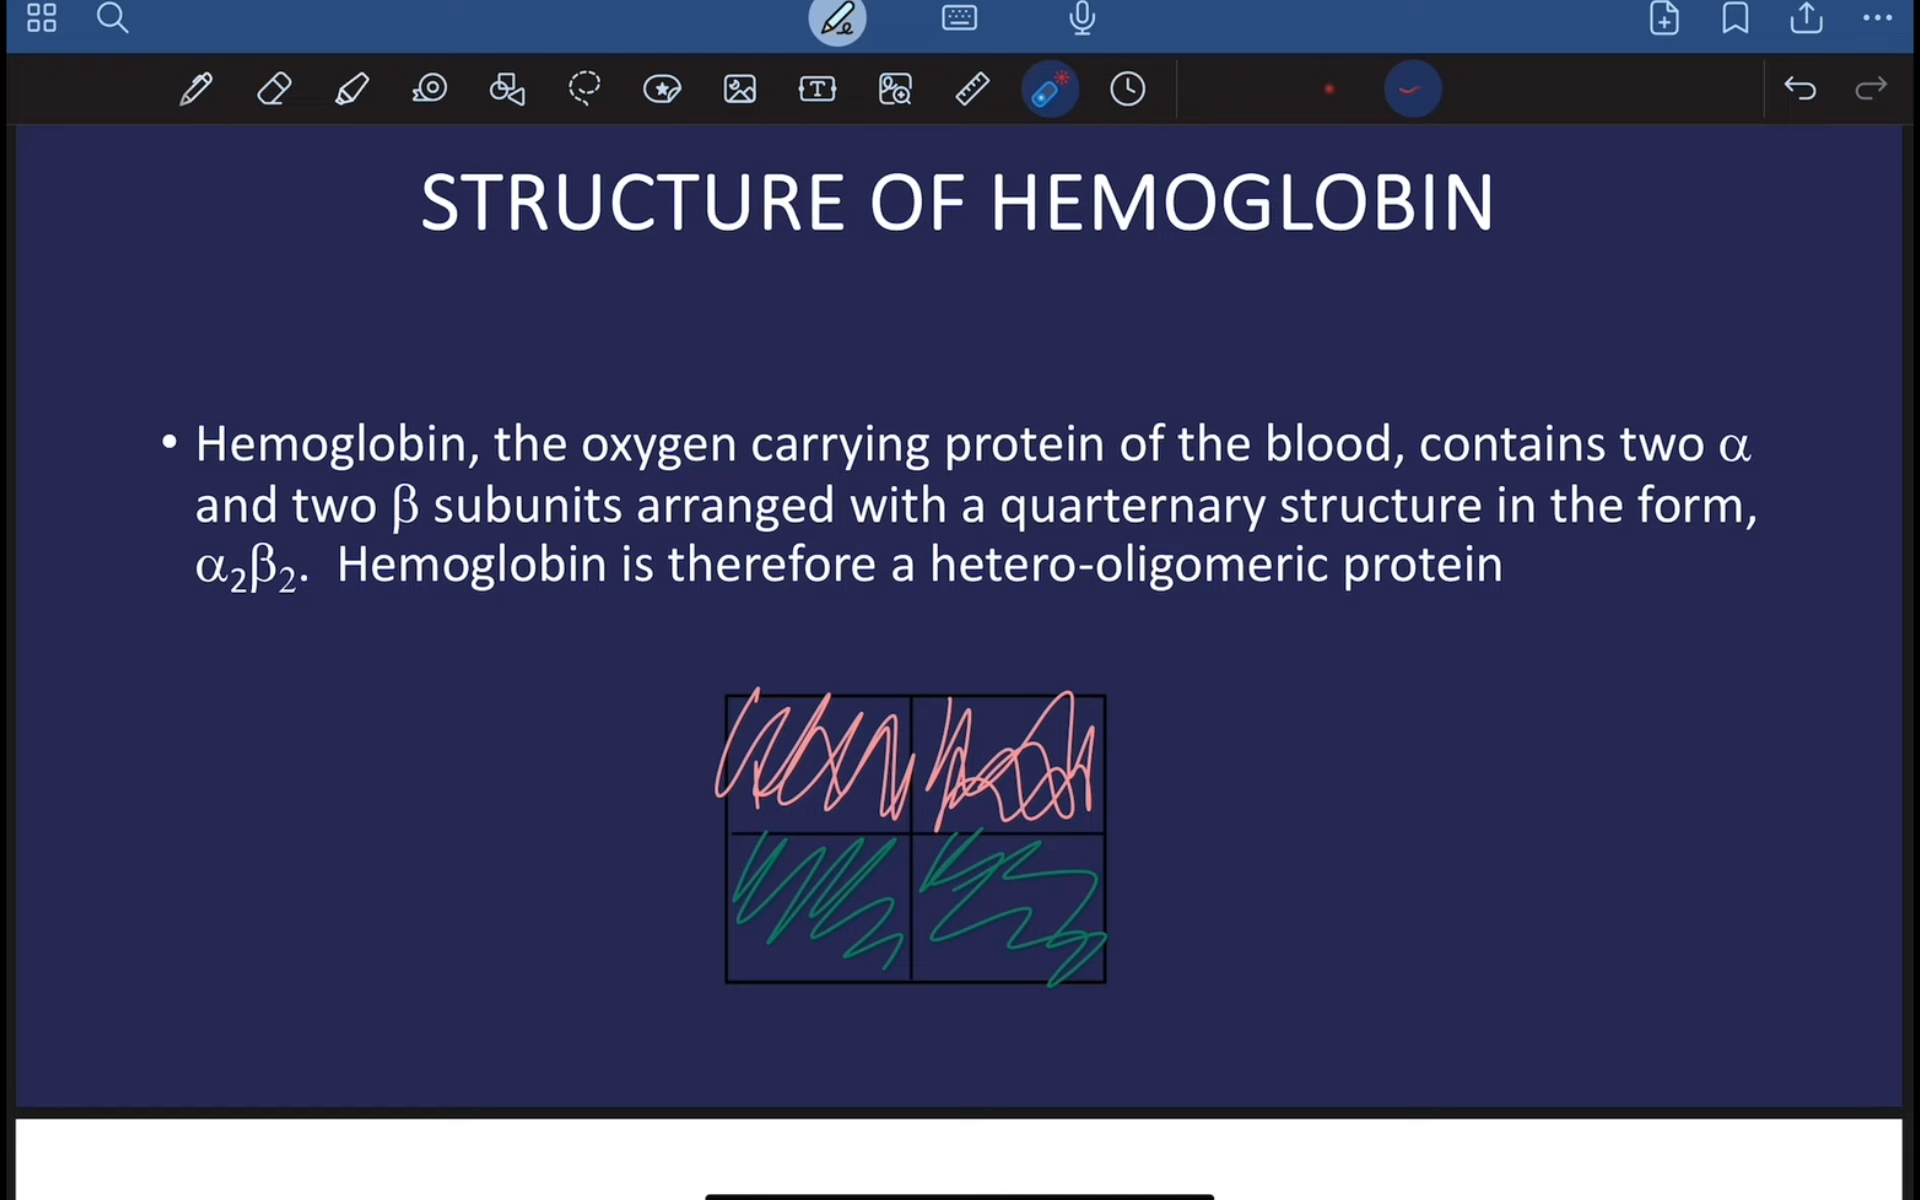 STRUCTURE OF HEMOGLOBIN
• Hemoglobin, the oxygen carrying protein of the blood, contains two α
and two β subunits arranged with a quarternary structure in the form,
α₂β₂. Hemoglobin is therefore a hetero-oligomeric protein